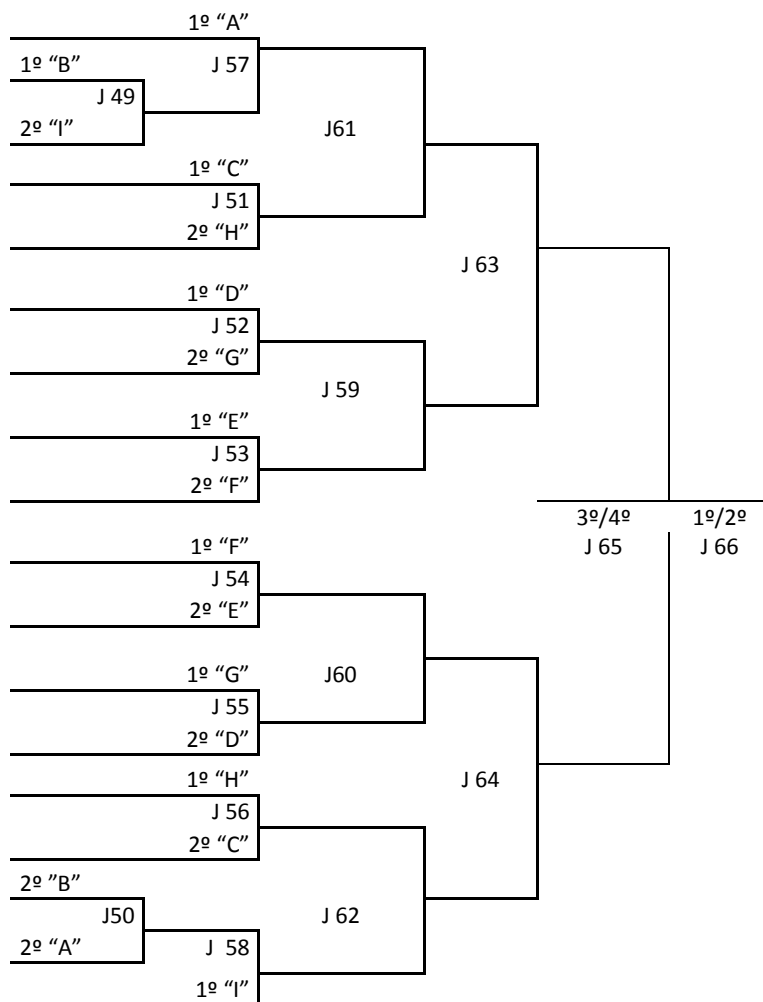 1º “A”
1º “B”
J 57
J 49
2º “I”
J61
1º “C”
J 51
2º “H”
J 63
1º “D”
J 52
2º “G”
J 59
1º “E”
J 53
2º “F”
3º/4º
1º/2º
J 65
J 66
1º “F”
J 54
2º “E”
1º “G”
J60
J 55
2º “D”
1º “H”
J 64
J 56
2º “C”
2º ”B”
J50
J 62
2º “A”
J 58
1º “I”